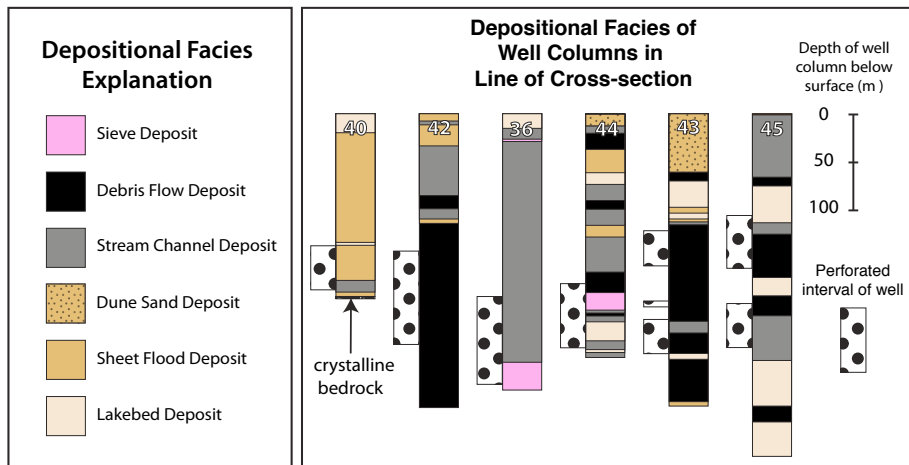 Depositional Facies
Explanation
Sieve Deposit
Debris Flow Deposit
Stream Channel Deposit
Dune Sand Deposit
Sheet Flood Deposit
Lakebed Deposit
Depositional Facies of
Well Columns in
Line of Cross-section
Depth of well
column below
surface (m)
40
42
36
44
43
45
0
50
100
Perforated
interval of well
crystalline
bedrock